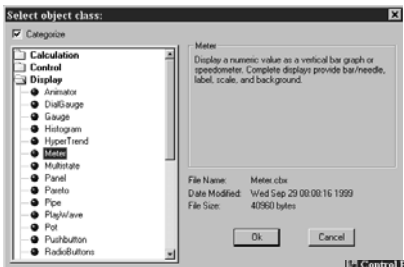 Select object class:
Categorize
Calculation
Control
Display
Animator
DialGauge
Gauge
Histogram
HyperTrend
Meter
Multistate
Panel
Pareto
Pipe
PlayWave
Pot
Pushbutton
RadioButtons
Meter
Display a numeric value as a vertical bar graph or
speedometer. Complete displays provide bar/needle,
label, scale, and background.
File Name: Meter.cbx
Date Modified: Wed Sep 29 08:08:16 1999
File Size: 40960 bytes
Ok Cancel
Control